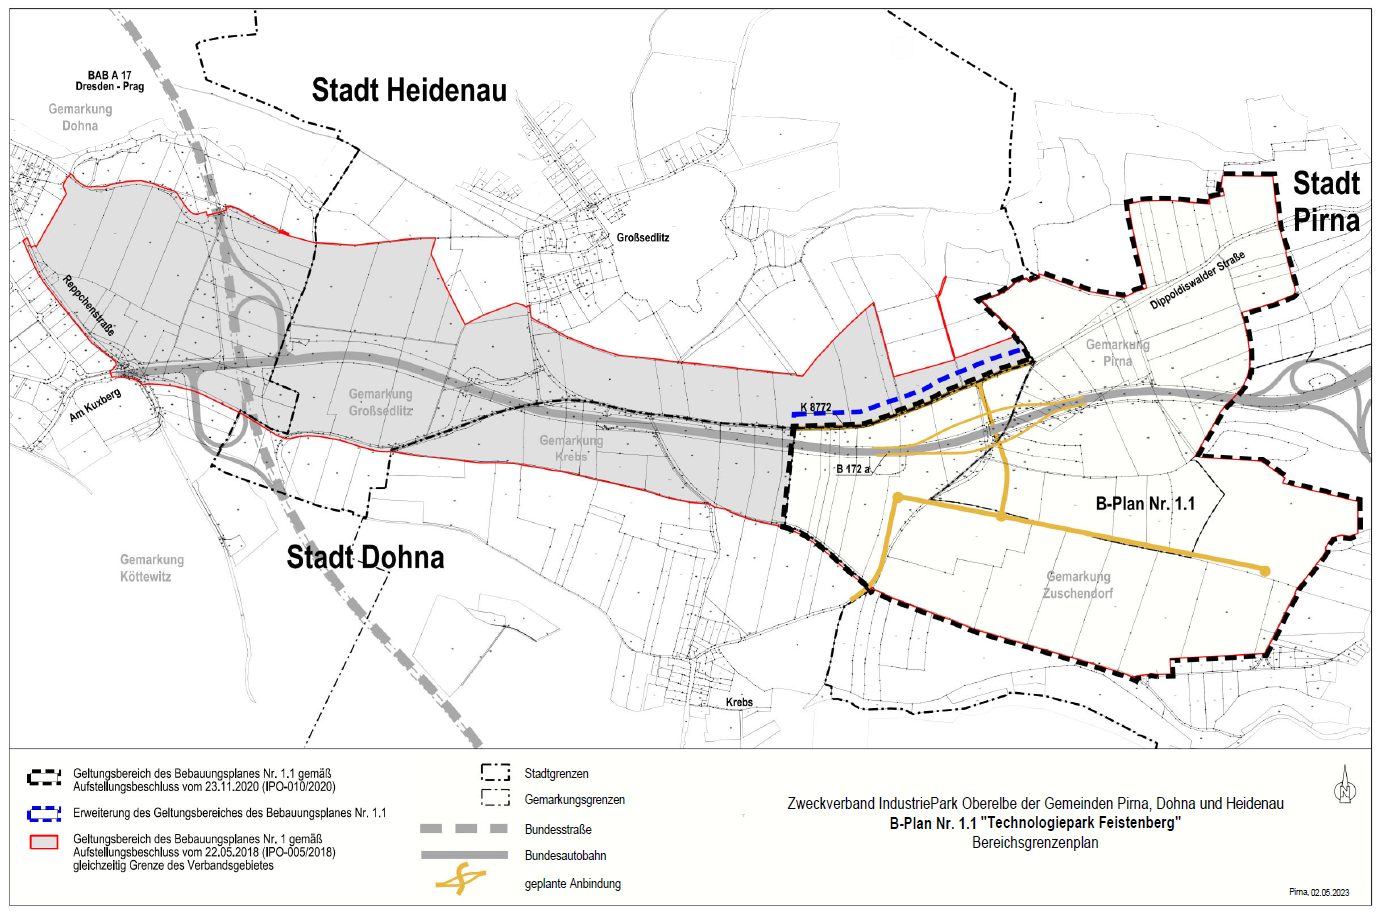 BAB A 17
Dresden - Prag
Gemarkung
Dohna
Stadt Heidenau
Stadt
Pirna
Großsedlitz
Dippoldiswalder Straße
Reppchenstraße
Gemarkung
Pirna
Am Kuxberg
Gemarkung
Großsedlitz
K 8772
Gemarkung
Krebs
B 172 a
B-Plan Nr. 1.1
Stadt Dohna
Gemarkung
Köttewitz
Gemarkung
Zuschendorf
Krebs
Geltungsbereich des Bebauungsplanes Nr. 1.1 gemäß
Aufstellungsbeschluss vom 23.11.2020 (IPO-010/2020)
Erweiterung des Geltungsbereiches des Bebauungsplanes Nr. 1.1
Geltungsbereich des Bebauungsplanes Nr. 1 gemäß
Aufstellungsbeschluss vom 22.05.2018 (IPO-005/2018)
gleichzeitig Grenze des Verbandsgebietes
Stadtgrenzen
Gemarkungsgrenzen
Bundesstraße
Bundesautobahn
geplante Anbindung
Zweckverband IndustriePark Oberelbe der Gemeinden Pirna, Dohna und Heidenau
B-Plan Nr. 1.1 "Technologiepark Feistenberg"
Bereichsgrenzenplan
N
Pirna, 02.05.2023